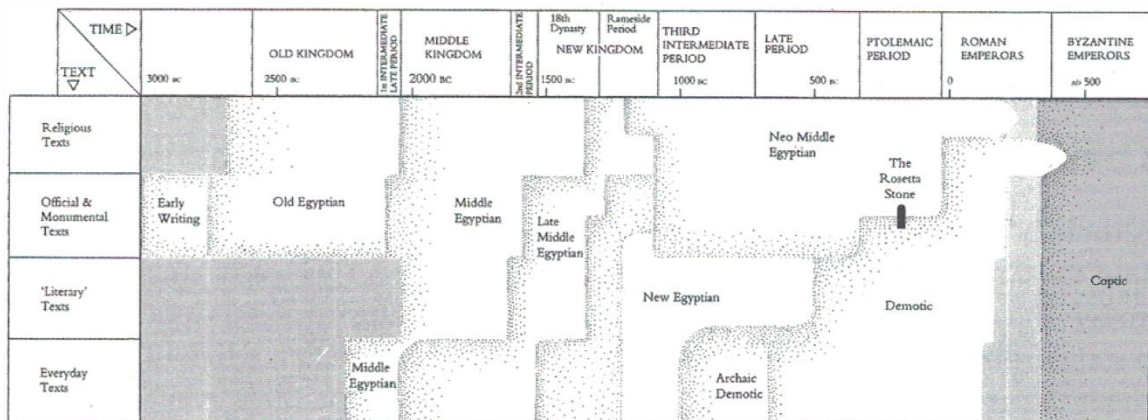 TIME ▷
TEXT
▽
OLD KINGDOM
1st INTERMEDIATE
LATE PERIOD
MIDDLE
KINGDOM
2nd INTERMEDIATE
PERIOD
18th
Dynasty
Rameside
Period
NEW KINGDOM
THIRD
INTERMEDIATE
PERIOD
LATE
PERIOD
PTOLEMAIC
PERIOD
ROMAN
EMPERORS
BYZANTINE
EMPERORS
3000 BC
2500 BC
2000 BC
1500 BC
1000 BC
500 BC
0
AD 500
Religious
Texts
Neo Middle
Egyptian
The
Rosetta
Stone
Official &
Monumental
Texts
Early
Writing
Old Egyptian
Middle
Egyptian
Late
Middle
Egyptian
'Literary'
Texts
New Egyptian
Demotic
Coptic
Everyday
Texts
Middle
Egyptian
Archaic
Demotic